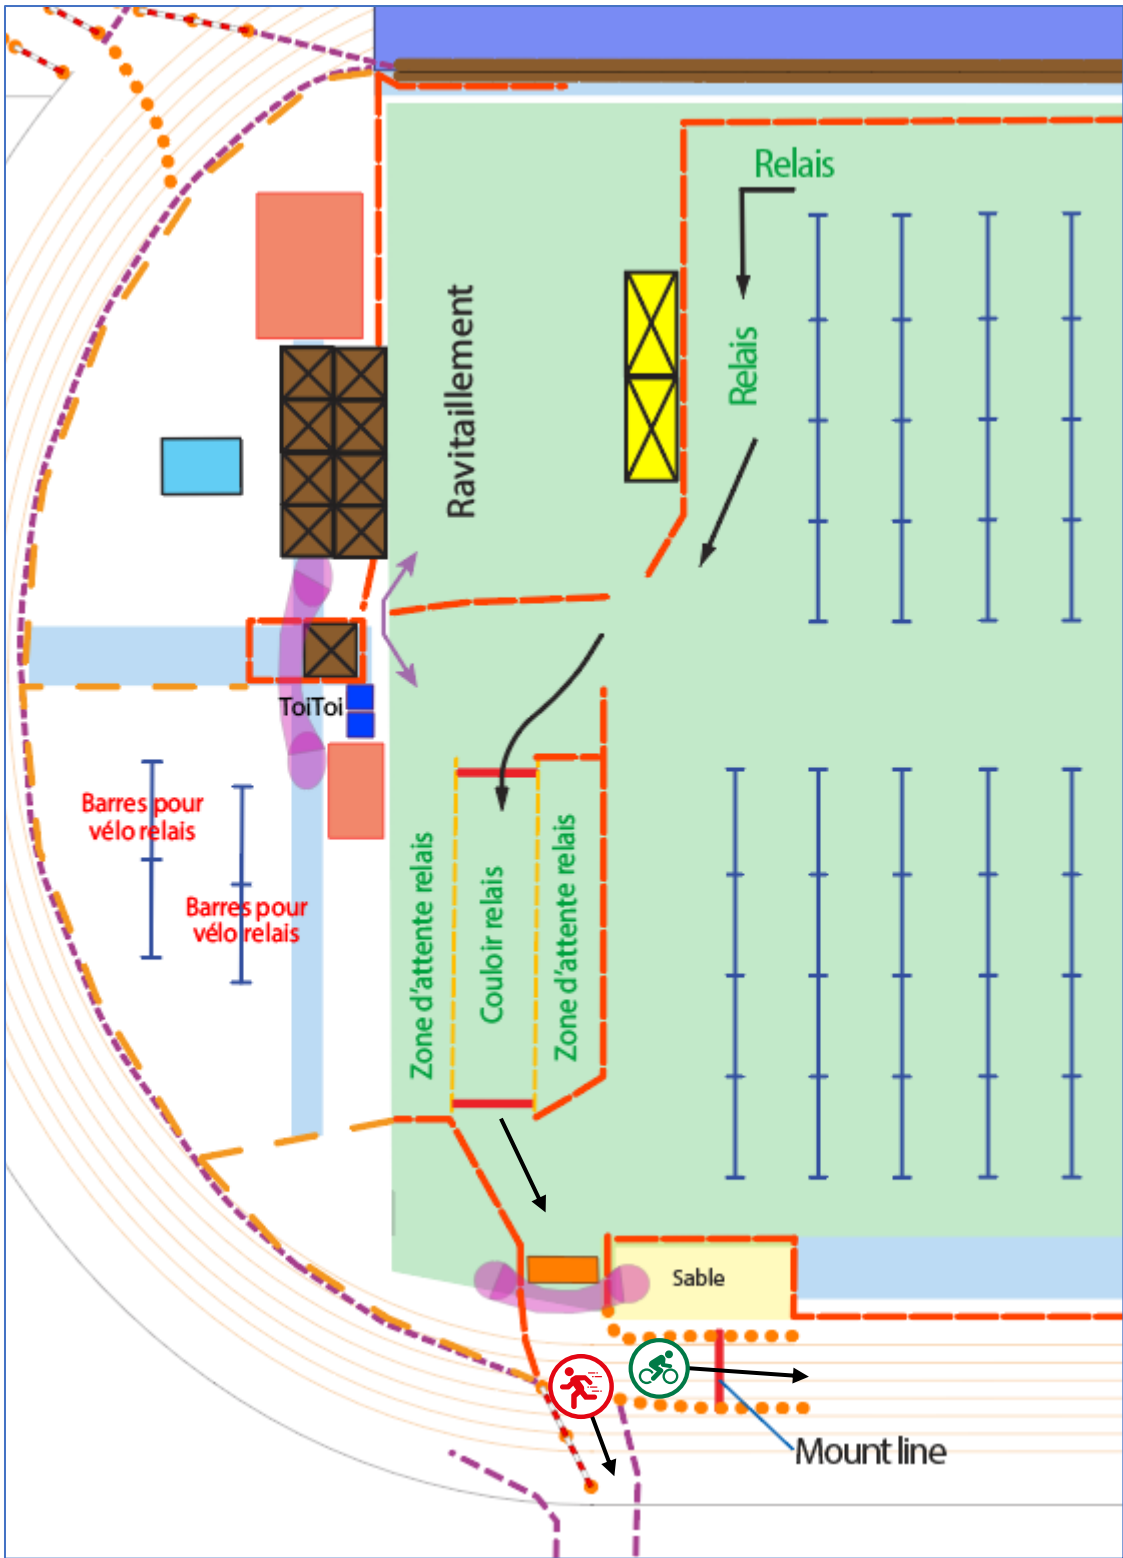 Relais
Relais
Ravitaillement
ToiToi
Barres pour
vélo relais
Barres pour
vélo relais
Zone d'attente relais
Couloir relais
Zone d'attente relais
Sable
Mount line